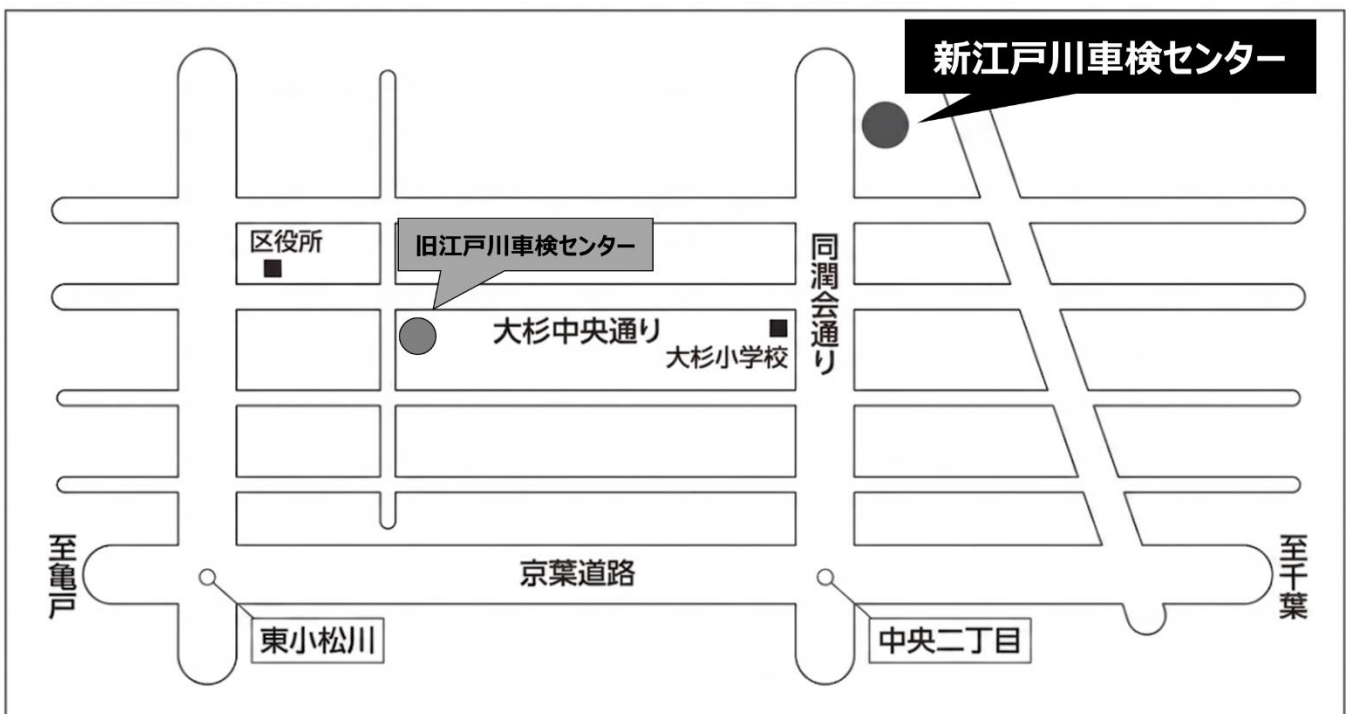 新江戸川車検センター
区役所
旧江戸川車検センター
同潤会通り
大杉中央通り
大杉小学校
至亀戸
京葉道路
至千葉
東小松川
中央二丁目